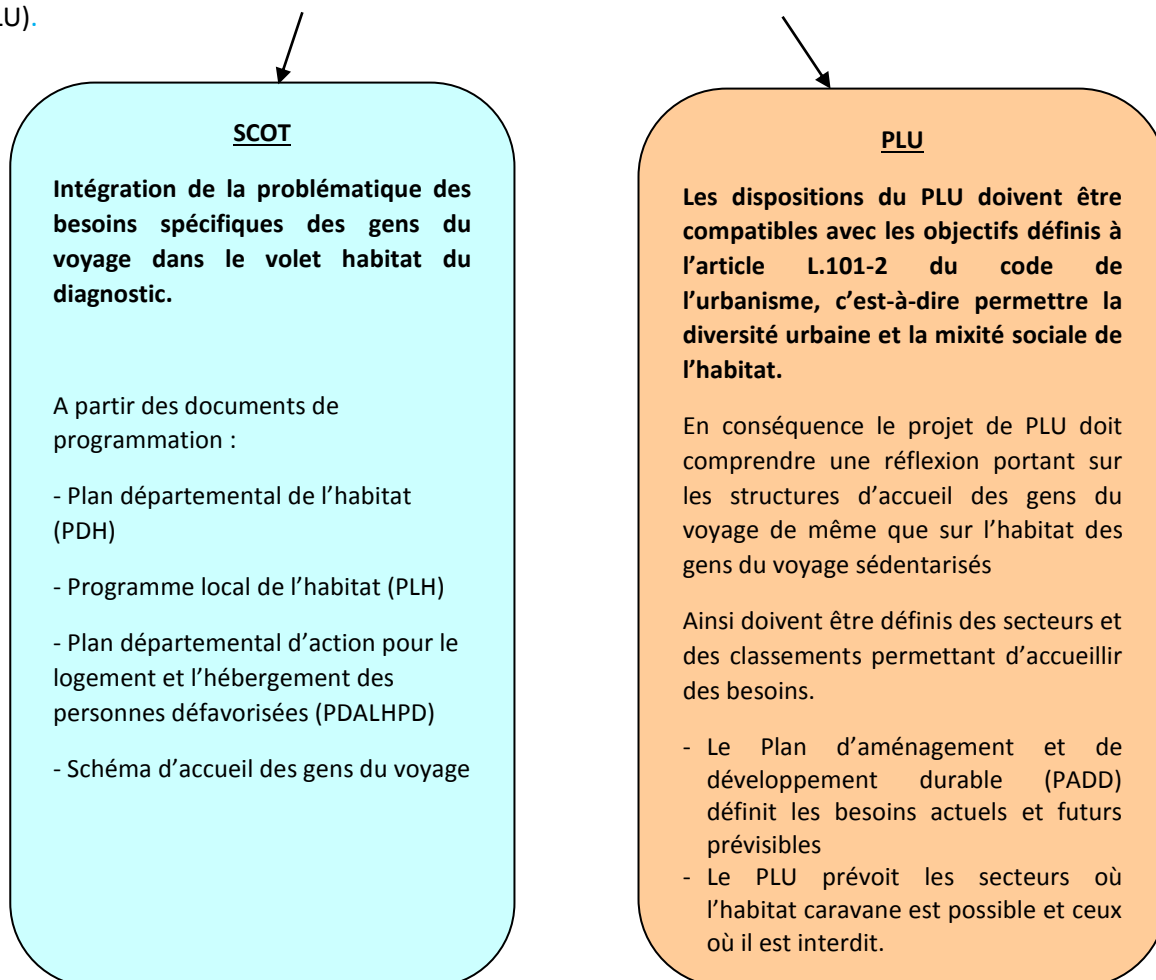 LU).
SCOT
Intégration de la problématique des
besoins spécifiques des gens du
voyage dans le volet habitat du
diagnostic.
A partir des documents de
programmation :
- Plan départemental de l’habitat
(PDH)
- Programme local de l’habitat (PLH)
- Plan départemental d’action pour le
logement et l’hébergement des
personnes défavorisées (PDALHPD)
- Schéma d’accueil des gens du voyage
PLU
Les dispositions du PLU doivent être
compatibles avec les objectifs définis à
l’article L.101-2 du code de
l’urbanisme, c’est-à-dire permettre la
diversité urbaine et la mixité sociale de
l’habitat.
En conséquence le projet de PLU doit
comprendre une réflexion portant sur
les structures d’accueil des gens du
voyage de même que sur l’habitat des
gens du voyage sédentarisés
Ainsi doivent être définis des secteurs et
des classements permettant d’accueillir
des besoins.
- Le Plan d’aménagement et de
développement durable (PADD)
définit les besoins actuels et futurs
prévisibles
- Le PLU prévoit les secteurs où
l’habitat caravane est possible et ceux
où il est interdit.